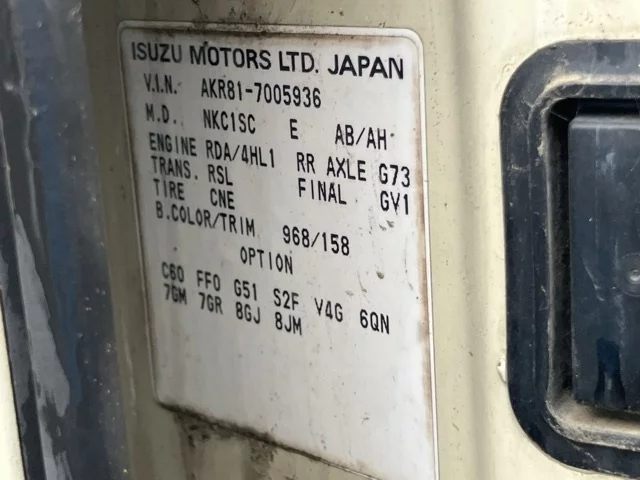 ISUZU MOTORS LTD. JAPAN
V.I.N. AKR81-7005936
M.D. NKC1SC E AB/AH
ENGINE RDA/4HL1 RR AXLE G73
TRANS. RSL FINAL GV1
TIRE CNE
B.COLOR/TRIM 968/158
OPTION
C60 FF0 G51 S2F V4G 6QN
7GM 7GR 8GJ 8JM